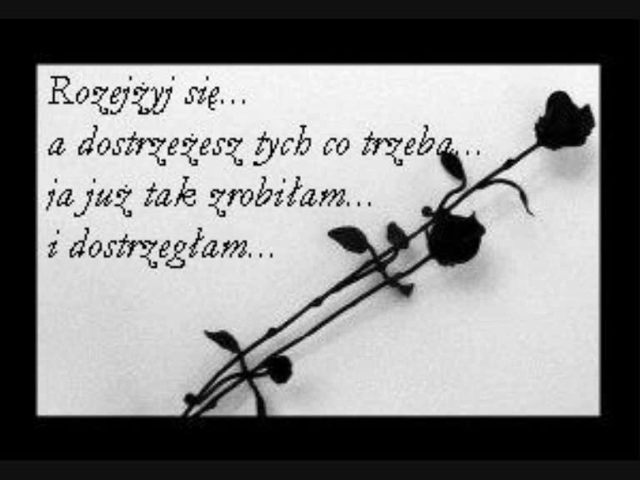 Rozejżyj się...
a dostrzeżesz tych co trzeba...
ja już tak zrobiłam...
i dostrzegłam...